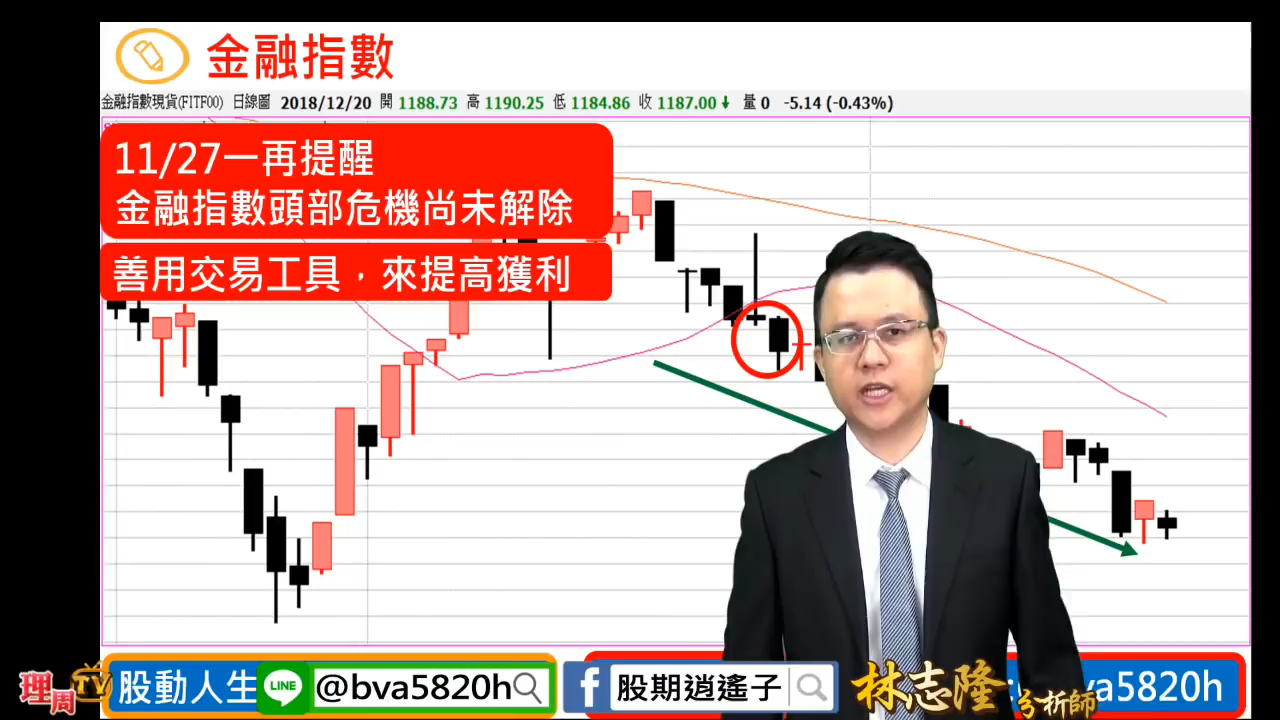 金融指數
金融指數現貨(FITF00) 日線圖 2018/12/20 開 1188.73 高 1190.25 低 1184.86 收 1187.00 量 0 -5.14 (-0.43%)
11/27一再提醒
金融指數頭部危機尚未解除
善用交易工具，來提高獲利
理周TV 股動人生 LINE @bva5820h 股期逍遙子 林志隆 分析師 va5820h